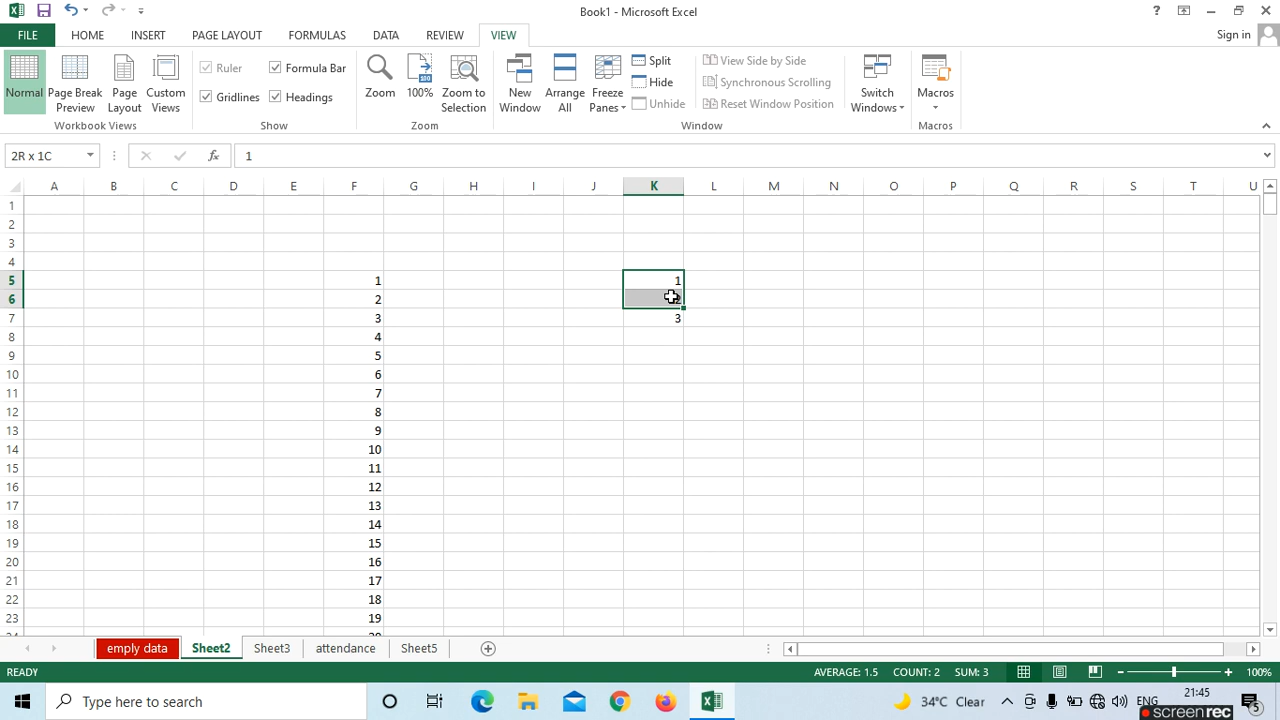 Book1 - Microsoft Excel
?
FILE HOME INSERT PAGE LAYOUT FORMULAS DATA REVIEW VIEW Sign in
Normal Page Break Preview Page Layout Custom Views
Workbook Views
Ruler Formula Bar
Gridlines Headings
Show
Zoom 100% Zoom to Selection
Zoom
New Window Arrange All Freeze Panes
Split
Hide
Unhide
View Side by Side
Synchronous Scrolling
Reset Window Position
Window
Switch Windows
Macros
Macros
2R x 1C fx 1
A B C D E F G H I J K L M N O P Q R S T U
1
2
3
4
5 1 1
6 2 2
7 3 3
8 4
9 5
10 6
11 7
12 8
13 9
14 10
15 11
16 12
17 13
18 14
19 15
20 16
21 17
22 18
23 19
emply data Sheet2 Sheet3 attendance Sheet5
READY AVERAGE: 1.5 COUNT: 2 SUM: 3 100%
Type here to search 34°C Clear ENG 21:45
screenrec 5